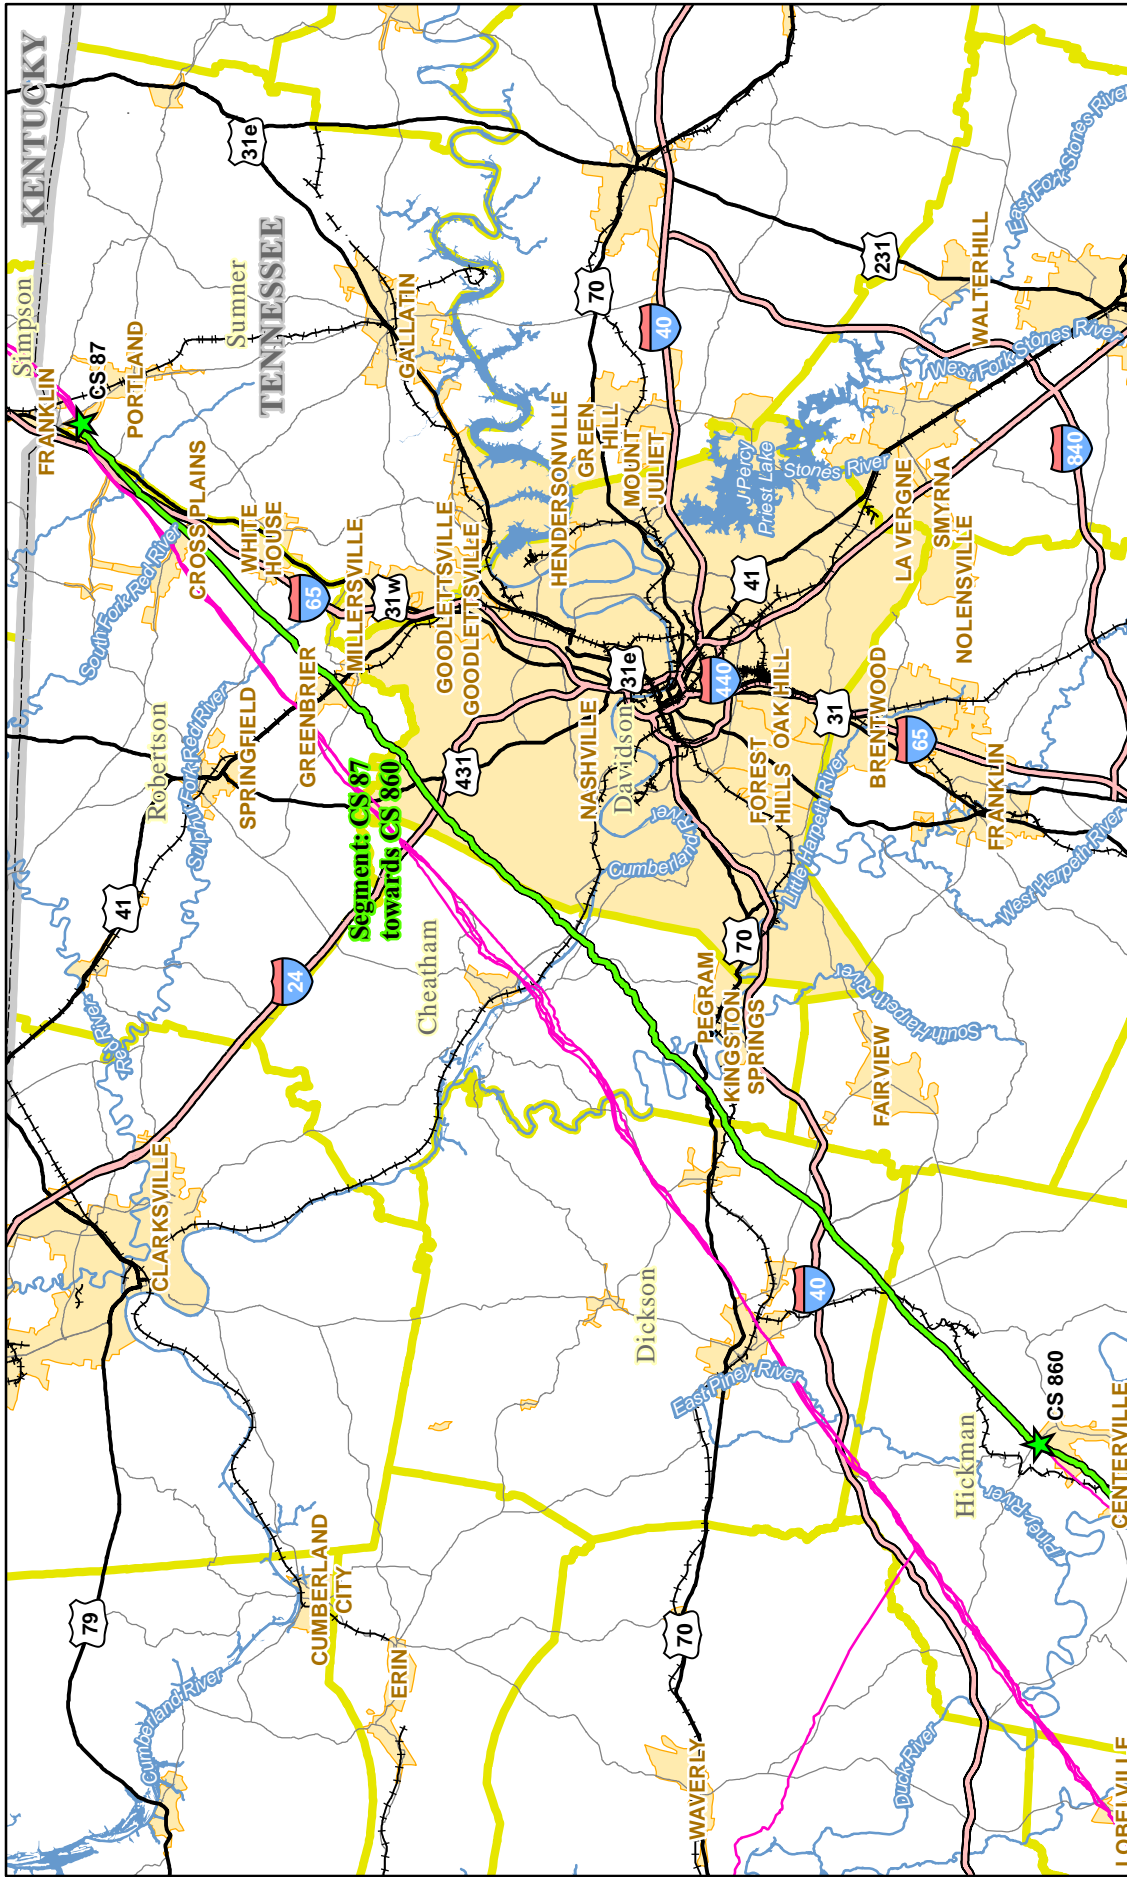 KENTUCKY
TENNESSEE
Simpson
Sumner
Robertson
Cheatham
Davidson
Dickson
Hickman
Segment: CS 87
towards CS 860
CS 87
CS 860
FRANKLIN
PORTLAND
CROSS PLAINS
WHITE
HOUSE
MILLERSVILLE
GOODLETTSVILLE
GOODLETTSVILLE
HENDERSONVILLE
GREEN
HILL
MOUNT
JULIET
GALLATIN
SPRINGFIELD
GREENBRIER
NASHVILLE
FOREST
HILLS
OAK HILL
BRENTWOOD
FRANKLIN
NOLENSVILLE
LA VERGNE
SMYRNA
WALTERHILL
PEGRAM
KINGSTON
SPRINGS
FAIRVIEW
CLARKSVILLE
CUMBERLAND
CITY
ERIN
WAVERLY
CENTERVILLE
LOBELVILLE
South Fork Red River
Sulphur Fork Red River
Red River
Red River
Cumberland River
Cumberland River
J Percy
Priest Lake
Stones River
East Fork Stones River
West Fork Stones River
Little Harpeth River
West Harpeth River
South Harpeth River
East Piney River
Piney River
Duck River
31e
31w
31e
65
65
24
431
41
41
440
31
70
70
70
40
40
231
840
79